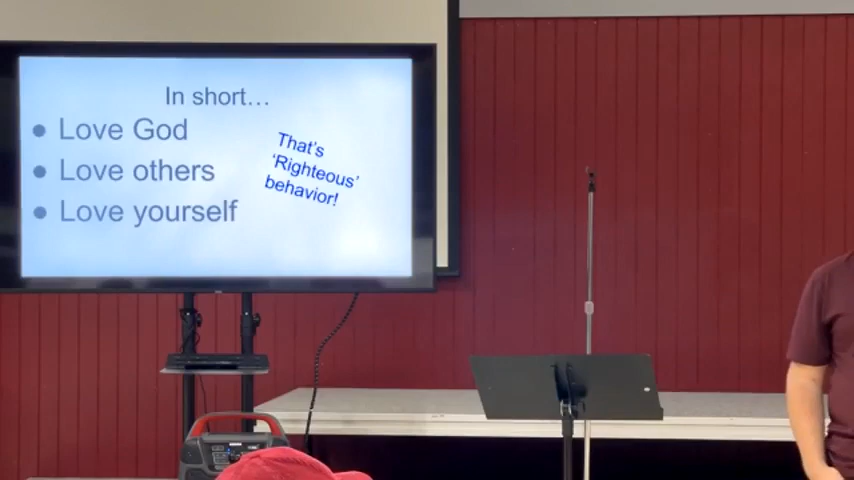 In short…
● Love God
● Love others
● Love yourself
That's
'Righteous'
behavior!